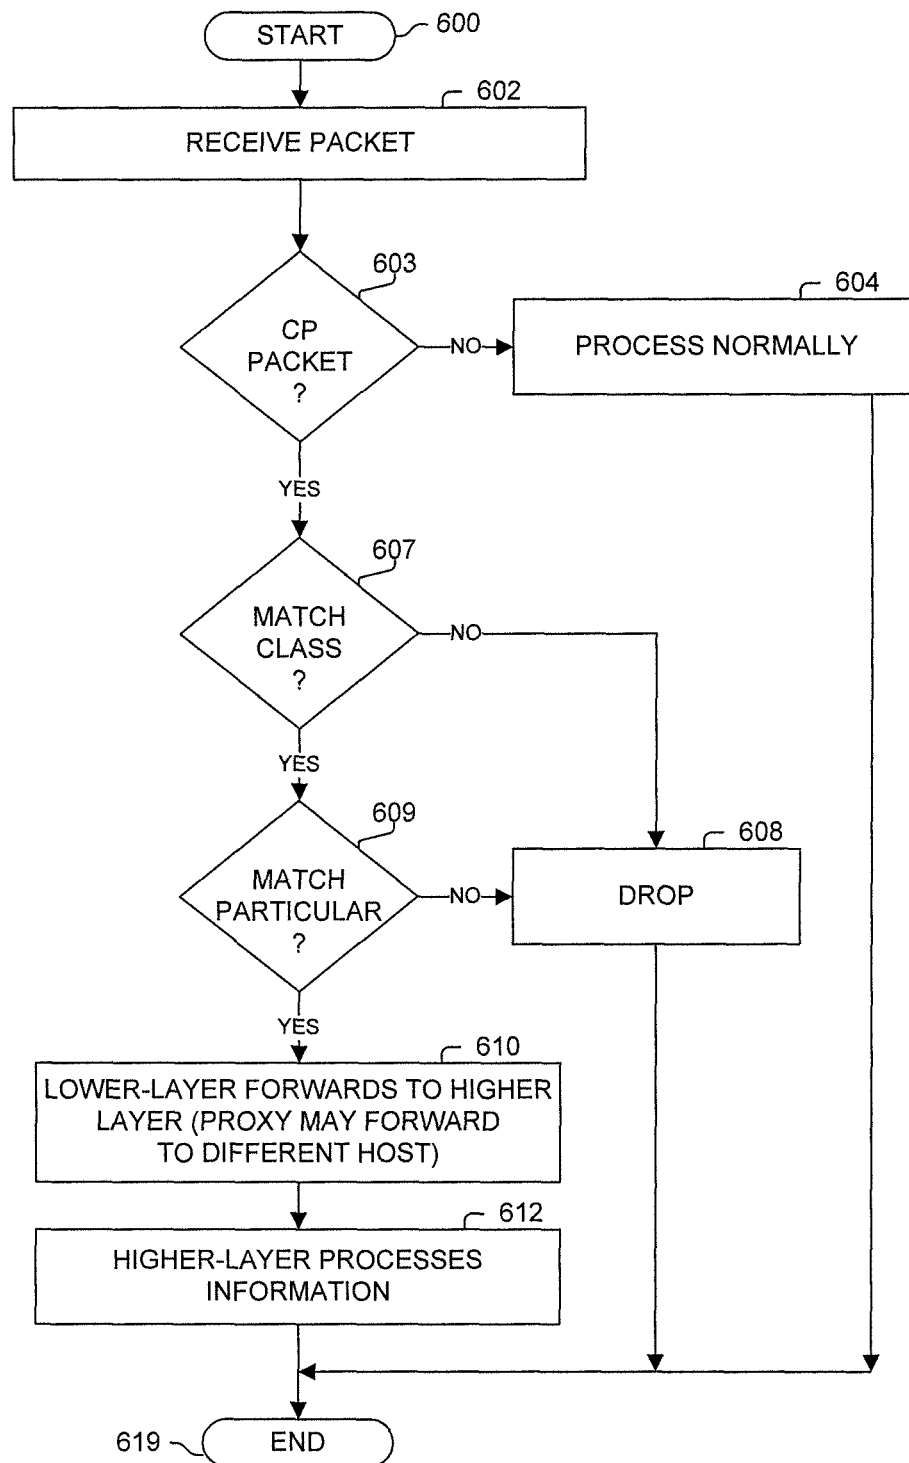 START
600
602
RECEIVE PACKET
603
CP
PACKET
?
NO
604
PROCESS NORMALLY
YES
607
MATCH
CLASS
?
NO
YES
609
MATCH
PARTICULAR
?
NO
608
DROP
YES
610
LOWER-LAYER FORWARDS TO HIGHER
LAYER (PROXY MAY FORWARD
TO DIFFERENT HOST)
612
HIGHER-LAYER PROCESSES
INFORMATION
619
END